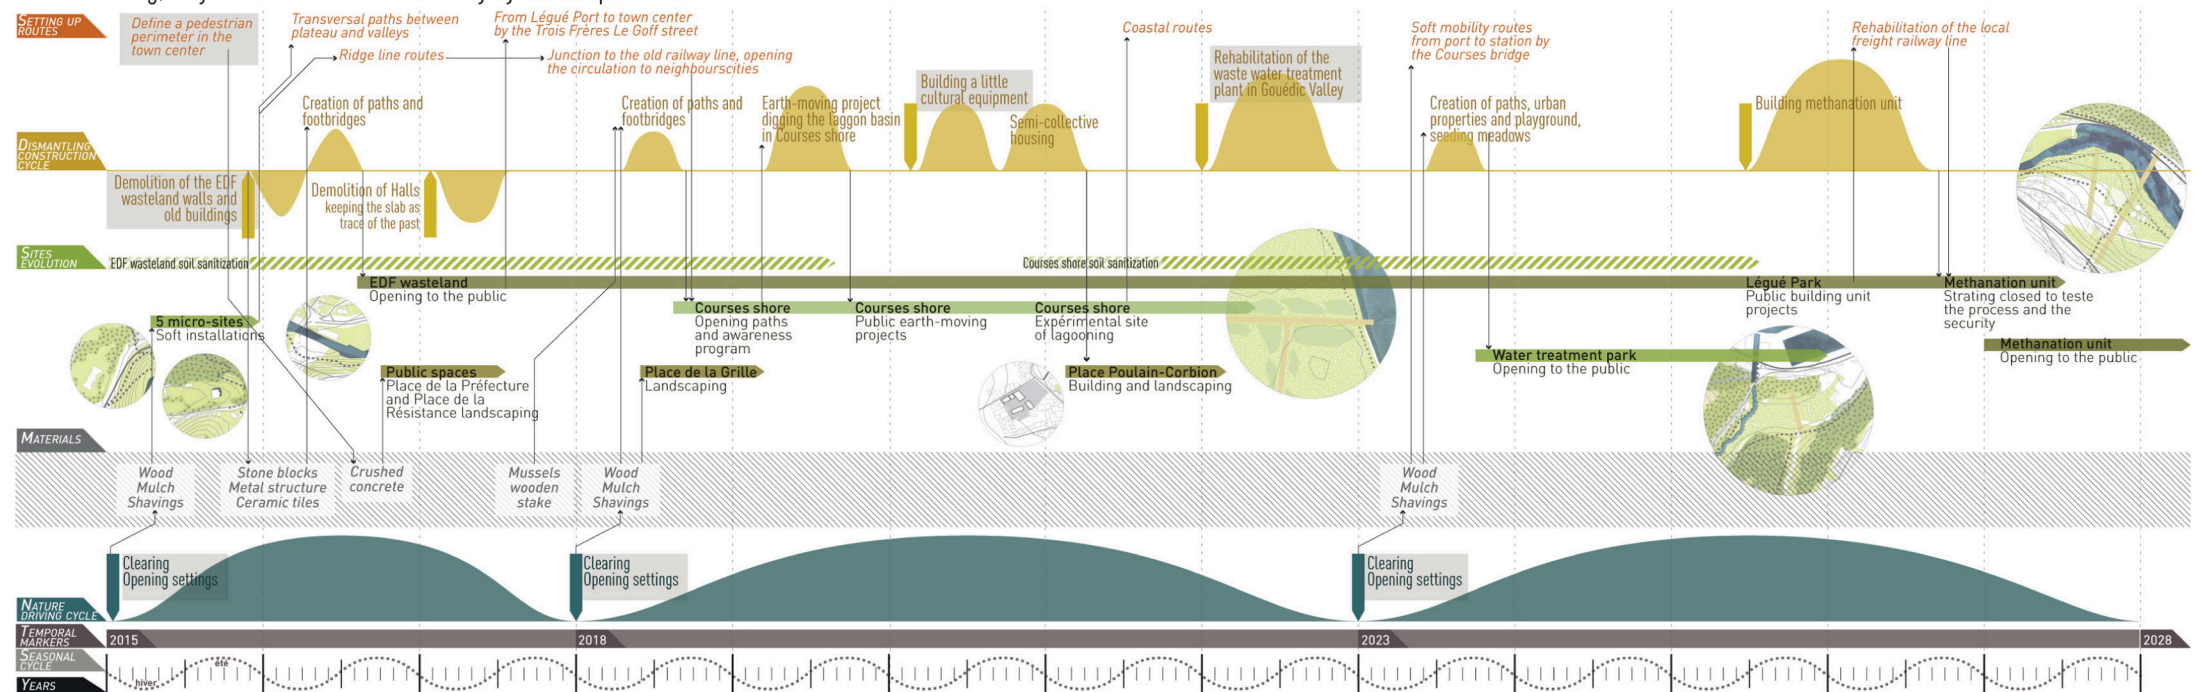 SETTING UP
ROUTES
Define a pedestrian
perimeter in the
town center
Transversal paths between
plateau and valleys
Ridge line routes
From Légué Port to town center
by the Trois Frères Le Goff street
Junction to the old railway line, opening
the circulation to neighbourscities
Coastal routes
Soft mobility routes
from port to station by
the Courses bridge
Rehabilitation of the local
freight railway line
DISMANTLING
CONSTRUCTION
CYCLE
Creation of paths and
footbridges
Creation of paths and
footbridges
Earth-moving project
digging the laggon basin
in Courses shore
Building a little
cultural equipment
Semi-collective
housing
Rehabilitation of the
waste water treatment
plant in Gouédic Valley
Creation of paths, urban
properties and playground,
seeding meadows
Building methanation unit
Demolition of the EDF
wasteland walls and
old buildings
Demolition of Halls
keeping the slab as
trace of the past
SITES
EVOLUTION
EDF wasteland soil sanitization
Courses shore soil sanitization
EDF wasteland
Opening to the public
Légué Park
Public building unit
projects
Methanation unit
Strating closed to teste
the process and the
security
5 micro-sites
Soft installations
Courses shore
Opening paths
and awareness
program
Courses shore
Public earth-moving
projects
Courses shore
Expérimental site
of lagooning
Methanation unit
Opening to the public
Water treatment park
Opening to the public
Public spaces
Place de la Préfecture
and Place de la
Résistance landscaping
Place de la Grille
Landscaping
Place Poulain-Corbion
Building and landscaping
MATERIALS
Wood
Mulch
Shavings
Stone blocks
Metal structure
Ceramic tiles
Crushed
concrete
Mussels
wooden
stake
Wood
Mulch
Shavings
Wood
Mulch
Shavings
Clearing
Opening settings
Clearing
Opening settings
Clearing
Opening settings
NATURE
DRIVING CYCLE
TEMPORAL
MARKERS
2015
2018
2023
2028
SEASONAL
CYCLE
été
hiver
YEARS